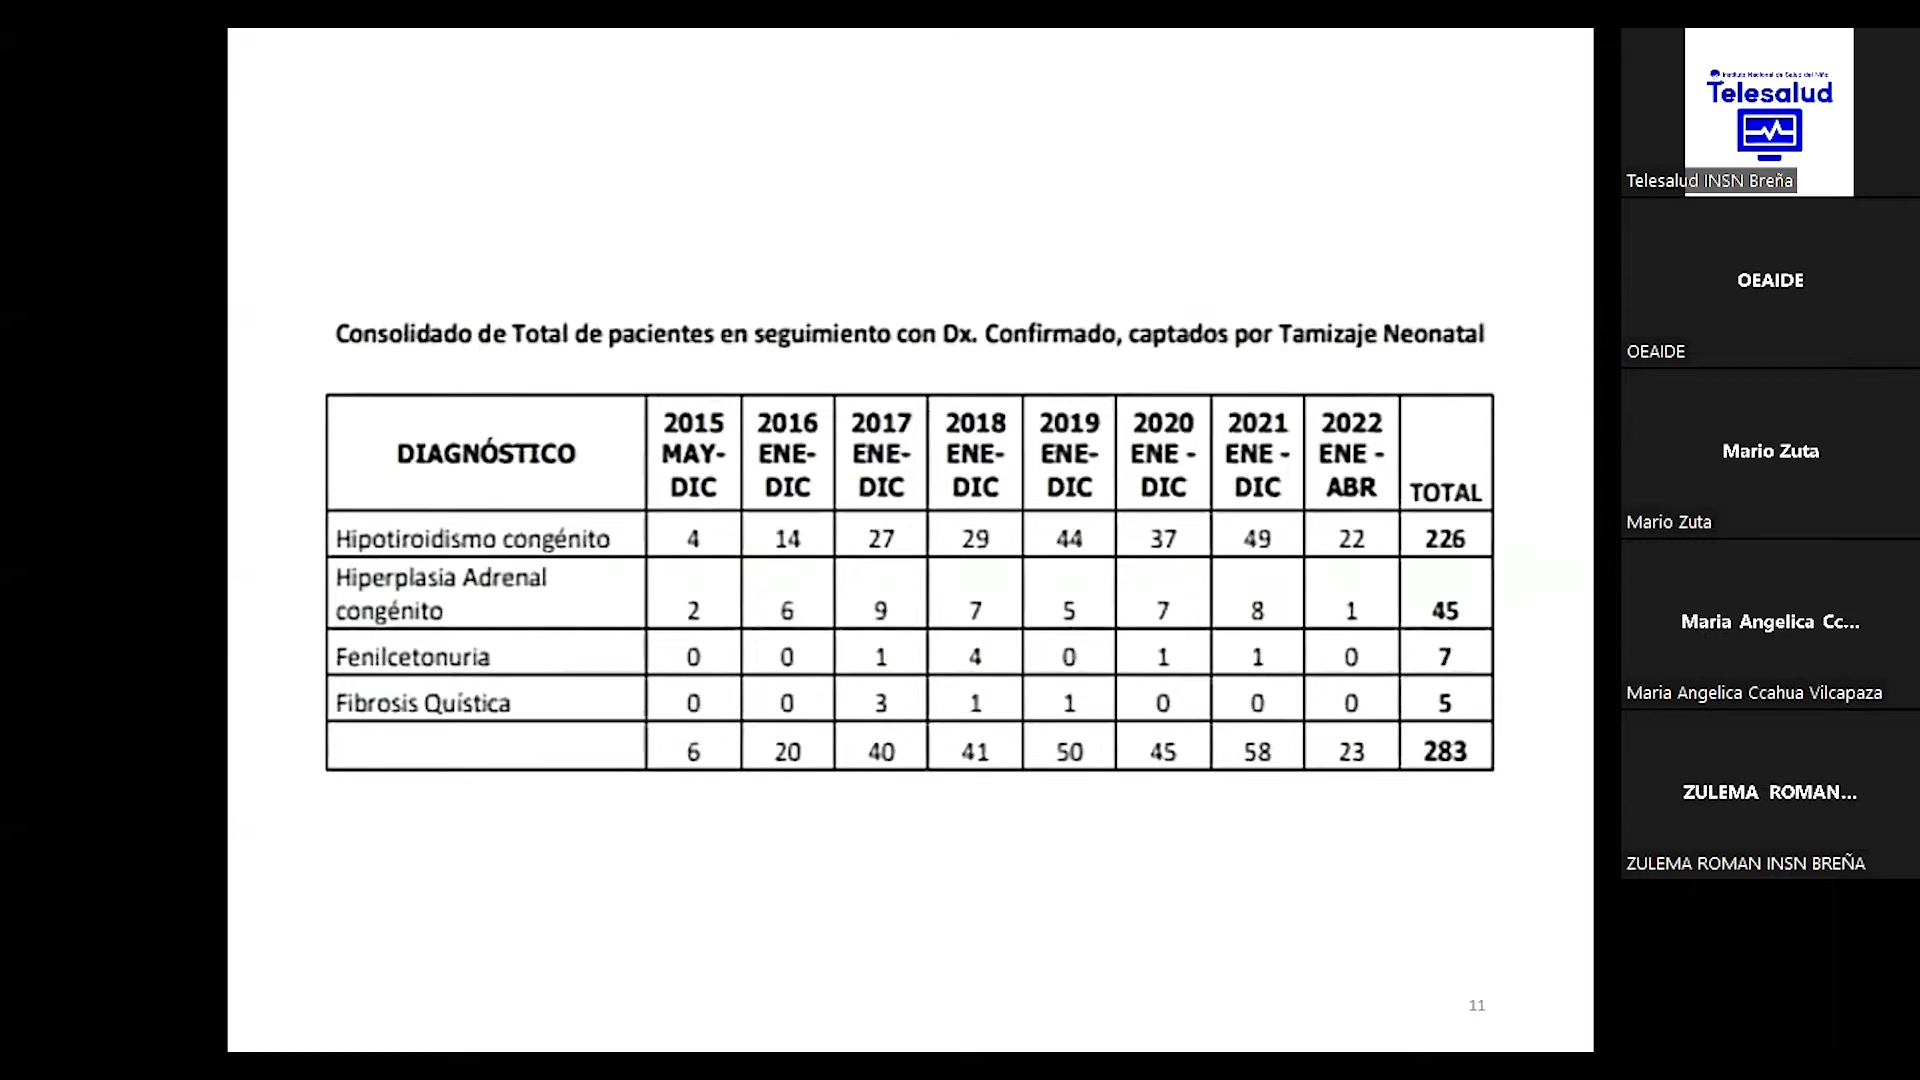 Consolidado de Total de pacientes en seguimiento con Dx. Confirmado, captados por Tamizaje Neonatal
DIAGNÓSTICO 2015 MAY-DIC 2016 ENE-DIC 2017 ENE-DIC 2018 ENE-DIC 2019 ENE-DIC 2020 ENE - DIC 2021 ENE - DIC 2022 ENE - ABR TOTAL
Hipotiroidismo congénito 4 14 27 29 44 37 49 22 226
Hiperplasia Adrenal
congénito 2 6 9 7 5 7 8 1 45
Fenilcetonuria 0 0 1 4 0 1 1 0 7
Fibrosis Quística 0 0 3 1 1 0 0 0 5
6 20 40 41 50 45 58 23 283
11
Instituto Nacional de Salud del Niño
Telesalud
Telesalud INSN Breña
OEAIDE
OEAIDE
Mario Zuta
Mario Zuta
Maria Angelica Cc...
Maria Angelica Ccahua Vilcapaza
ZULEMA ROMAN...
ZULEMA ROMAN INSN BREÑA